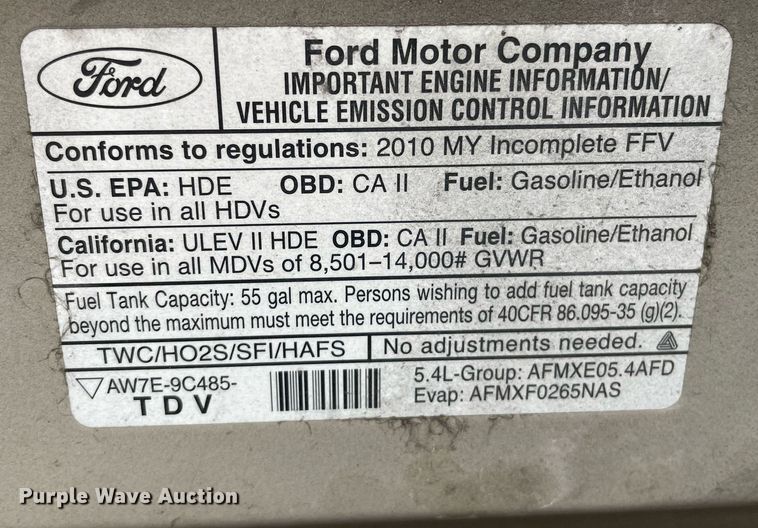 Ford
Ford Motor Company
IMPORTANT ENGINE INFORMATION/
VEHICLE EMISSION CONTROL INFORMATION
Conforms to regulations: 2010 MY Incomplete FFV
U.S. EPA: HDE OBD: CA II Fuel: Gasoline/Ethanol
For use in all HDVs
California: ULEV II HDE OBD: CA II Fuel: Gasoline/Ethanol
For use in all MDVs of 8,501–14,000# GVWR
Fuel Tank Capacity: 55 gal max. Persons wishing to add fuel tank capacity
beyond the maximum must meet the requirements of 40CFR 86.095-35 (g)(2).
TWC/HO2S/SFI/HAFS No adjustments needed.
AW7E-9C485-
TDV
5.4L-Group: AFMXE05.4AFD
Evap: AFMXF0265NAS
Purple Wave Auction